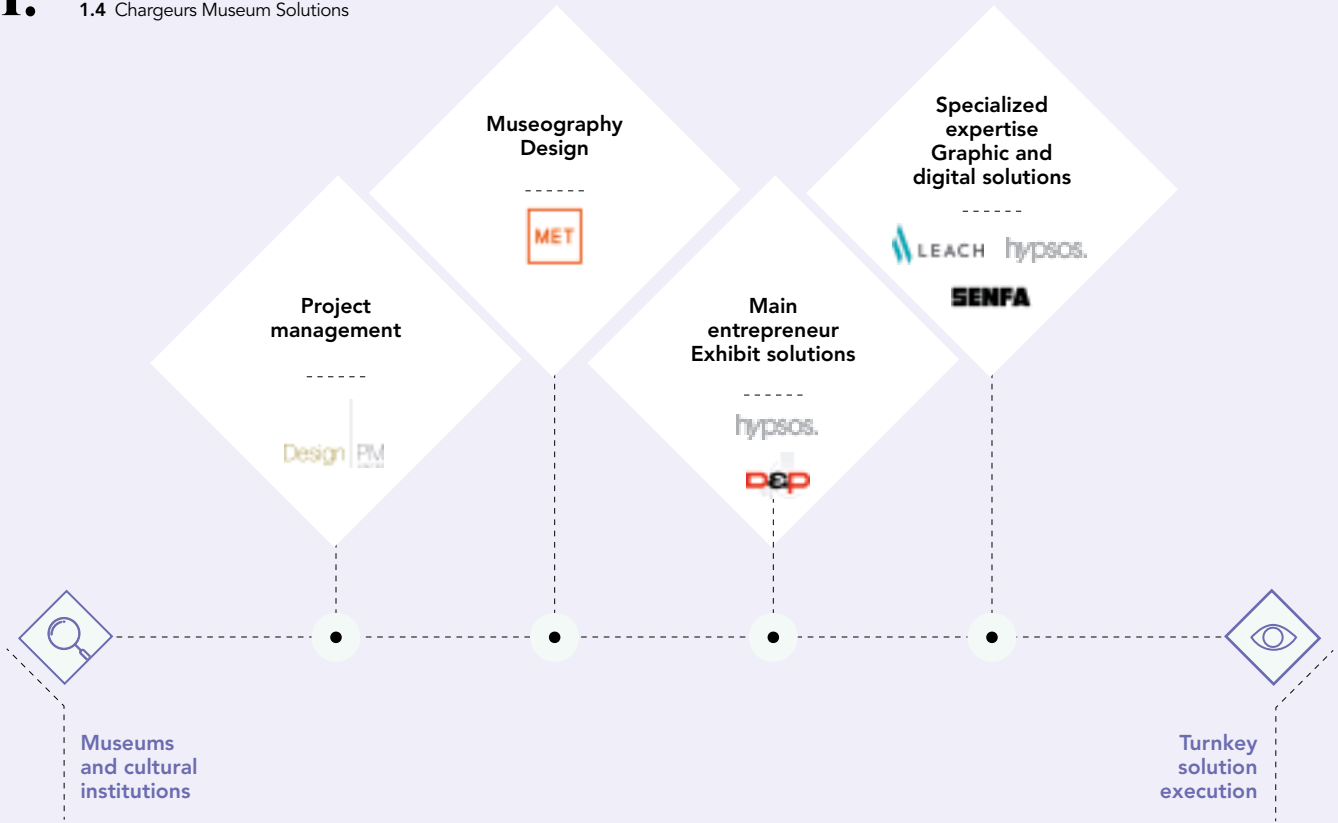 1.
1.4 Chargeurs Museum Solutions
Project
management
Design PM
Museography
Design
MET
Main
entrepreneur
Exhibit solutions
hypsos.
D&P
Specialized
expertise
Graphic and
digital solutions
LEACH hypsos.
SENFA
Museums
and cultural
institutions
Turnkey
solution
execution